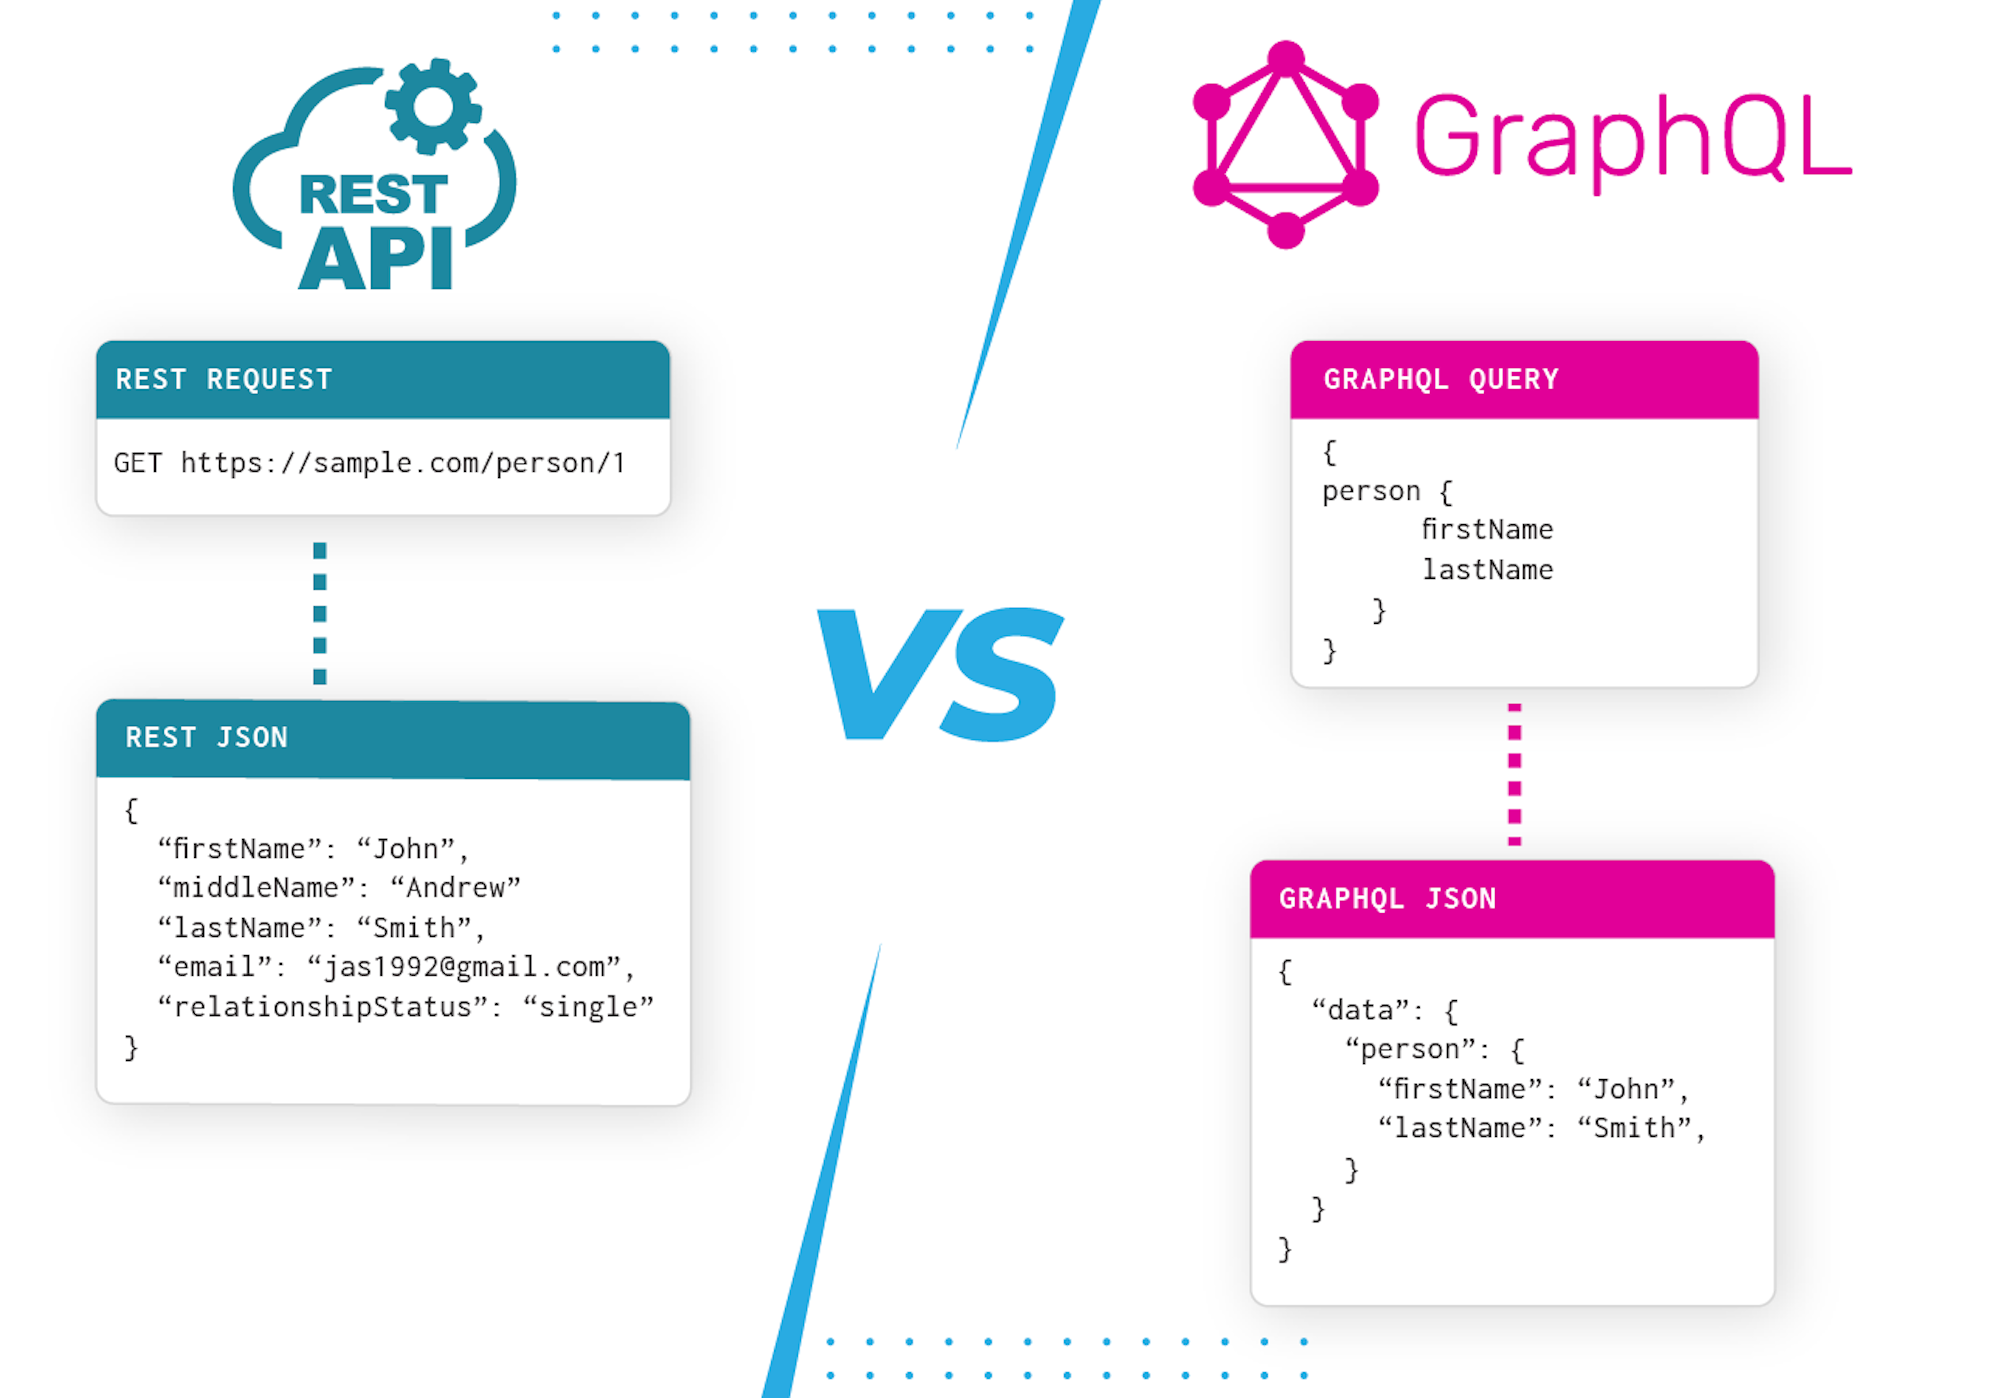 REST
API
REST REQUEST
GET https://sample.com/person/1
REST JSON
{
“firstName”: “John”,
“middleName”: “Andrew”
“lastName”: “Smith”,
“email”: “jas1992@gmail.com”,
“relationshipStatus”: “single”
}
VS
GraphQL
GRAPHQL QUERY
{
person {
firstName
lastName
}
}
GRAPHQL JSON
{
“data”: {
“person”: {
“firstName”: “John”,
“lastName”: “Smith”,
}
}
}